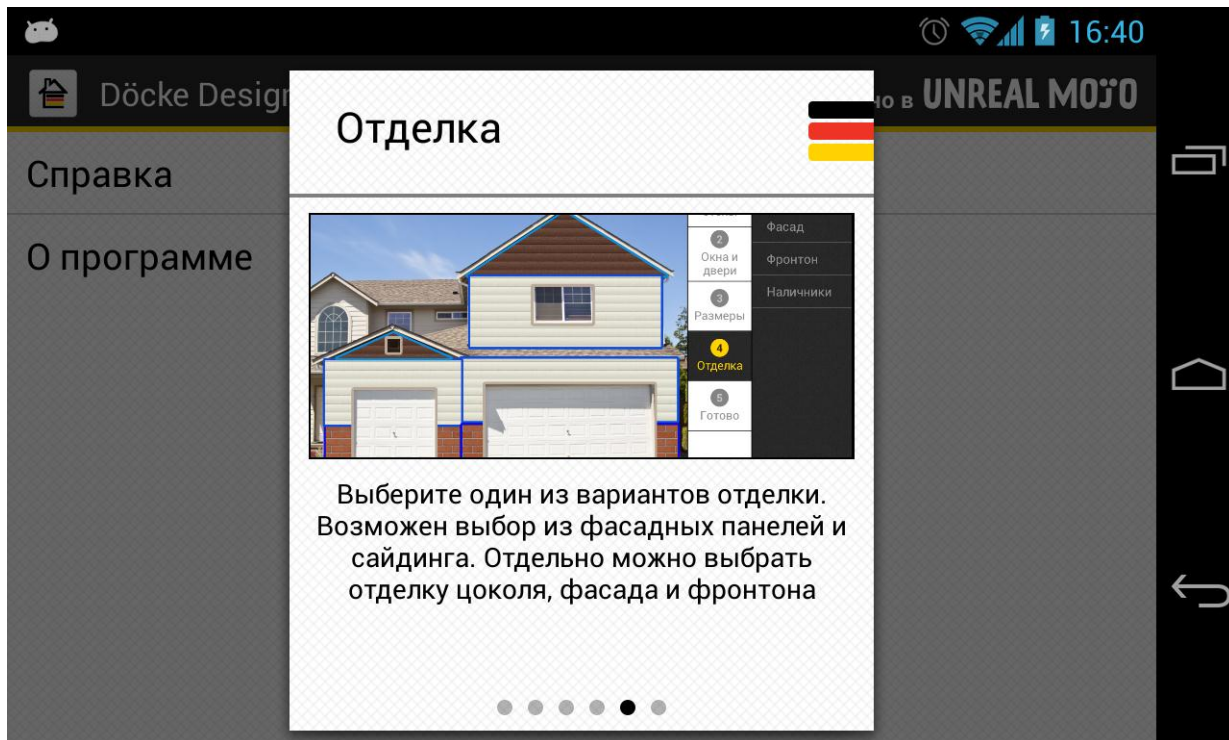 16:40
Döcke Design
но в UNREAL MOJO
Справка
О программе
Отделка
2
Окна и
двери
3
Размеры
4
Отделка
5
Готово
Фасад
Фронтон
Наличники
Выберите один из вариантов отделки.
Возможен выбор из фасадных панелей и
сайдинга. Отдельно можно выбрать
отделку цоколя, фасада и фронтона